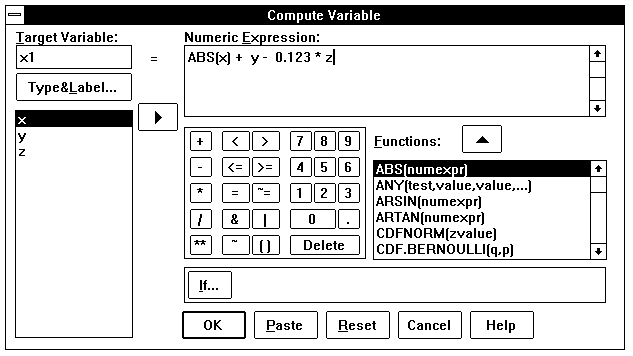 Compute Variable
Target Variable:
Numeric Expression:
x1
=
ABS(x) + y - 0.123 * z
Type&Label...
x
y
z
+ < > 7 8 9
- <= >= 4 5 6
* = ~= 1 2 3
/ & | 0 .
** ~ () Delete
Functions:
ABS(numexpr)
ANY(test,value,value,...)
ARSIN(numexpr)
ARTAN(numexpr)
CDFNORM(zvalue)
CDF.BERNOULLI(q,p)
If...
OK Paste Reset Cancel Help